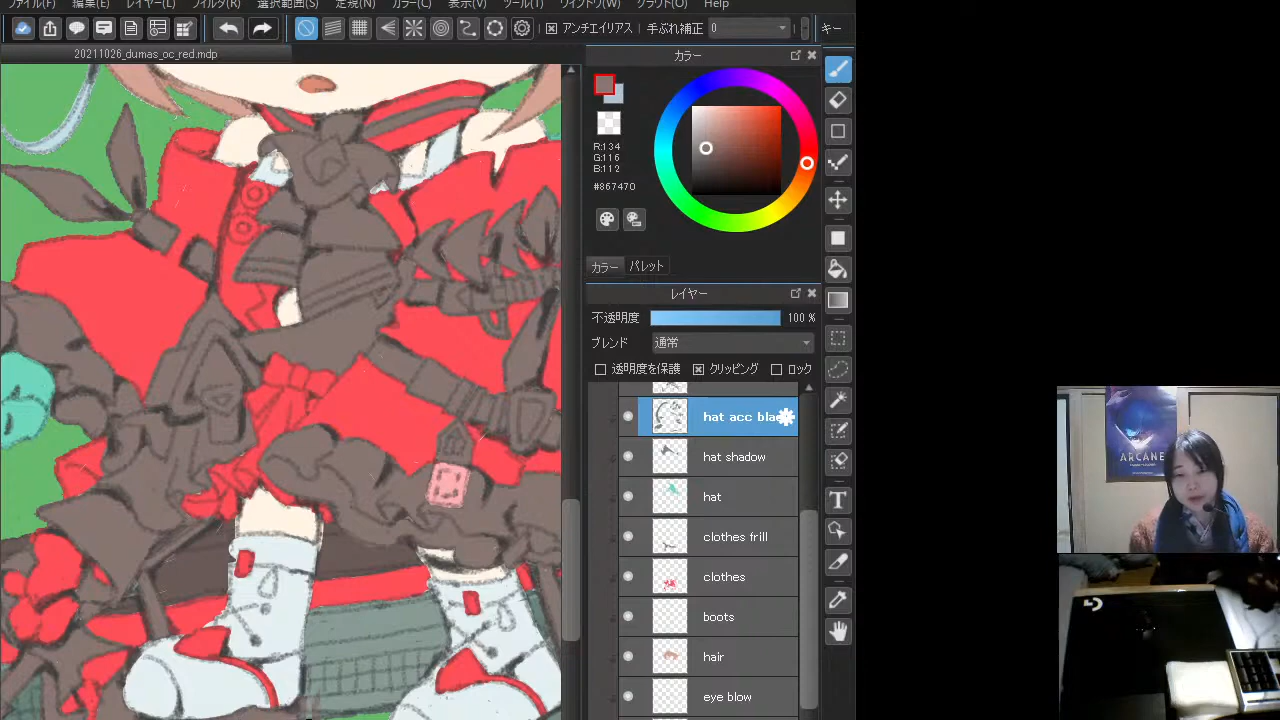 ファイル(F) 編集(E) レイヤー(L) フィルタ(R) 選択範囲(S) 定規(N) カラー(C) 表示(V) ツール(T) ウインドウ(W) クラウド(O) Help
アンチエイリアス 手ぶれ補正 0 キー
20211026_dumas_oc_red.mdp
カラー
R:134
G:116
B:112
#867470
カラー パレット
レイヤー
不透明度 100 %
ブレンド 通常
透明度を保護 クリッピング ロック
hat acc bla
hat shadow
hat
clothes frill
clothes
boots
hair
eye blow
ARCANE